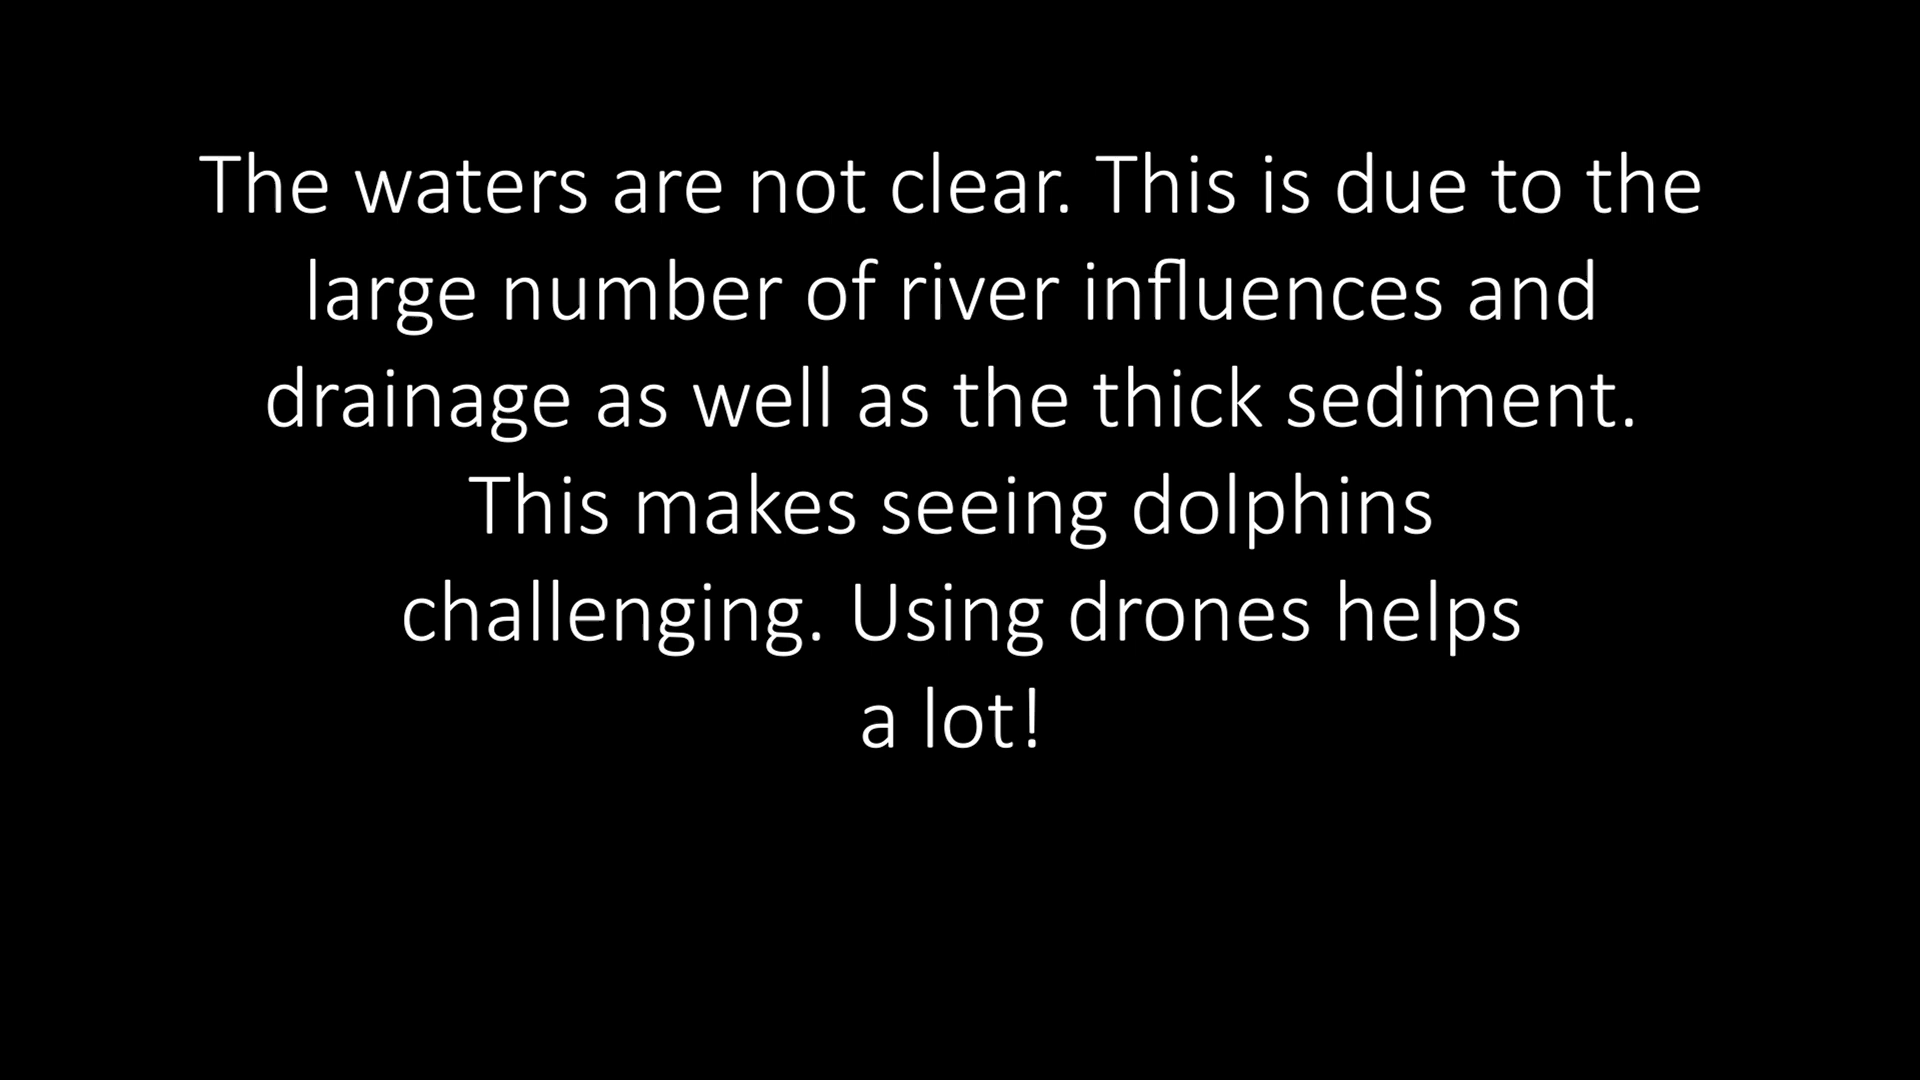 The waters are not clear. This is due to the
large number of river influences and
drainage as well as the thick sediment.
This makes seeing dolphins
challenging. Using drones helps
a lot!